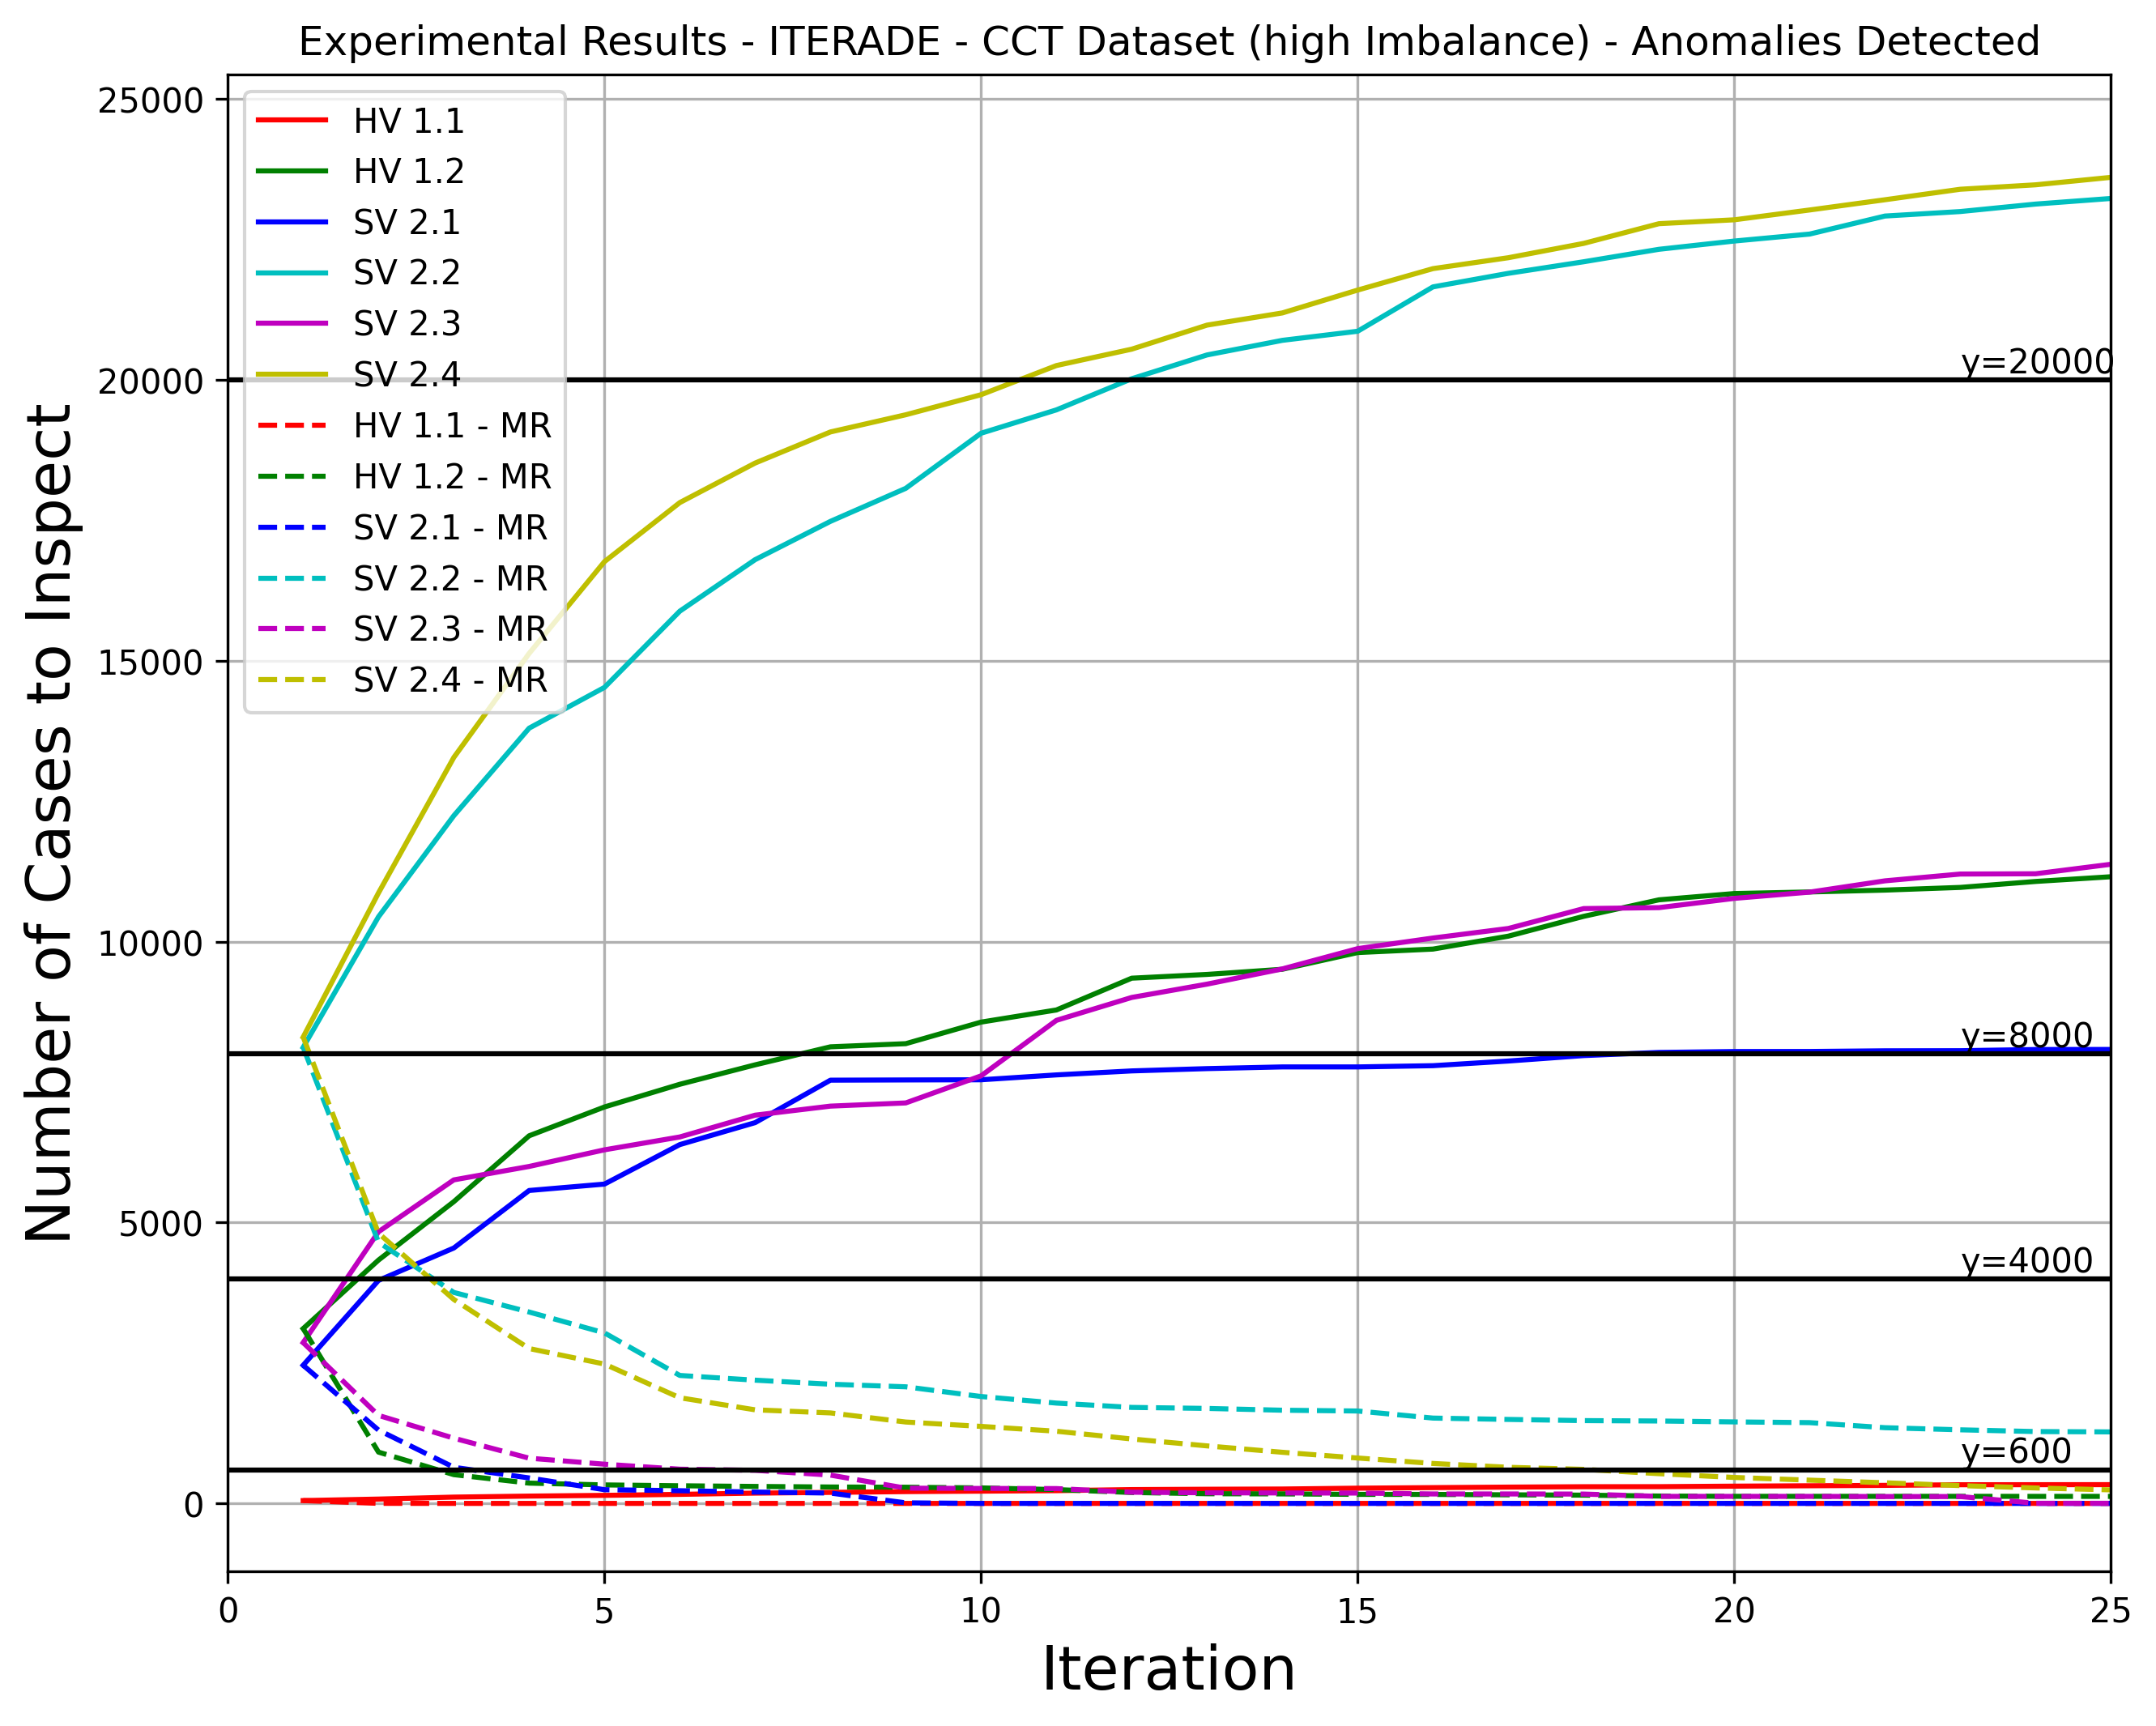 Experimental Results - ITERADE - CCT Dataset (high Imbalance) - Anomalies Detected
Number of Cases to Inspect
25000
20000
15000
10000
5000
0
HV 1.1
HV 1.2
SV 2.1
SV 2.2
SV 2.3
SV 2.4
HV 1.1 - MR
HV 1.2 - MR
SV 2.1 - MR
SV 2.2 - MR
SV 2.3 - MR
SV 2.4 - MR
y=20000
y=8000
y=4000
y=600
0 5 10 15 20 25
Iteration